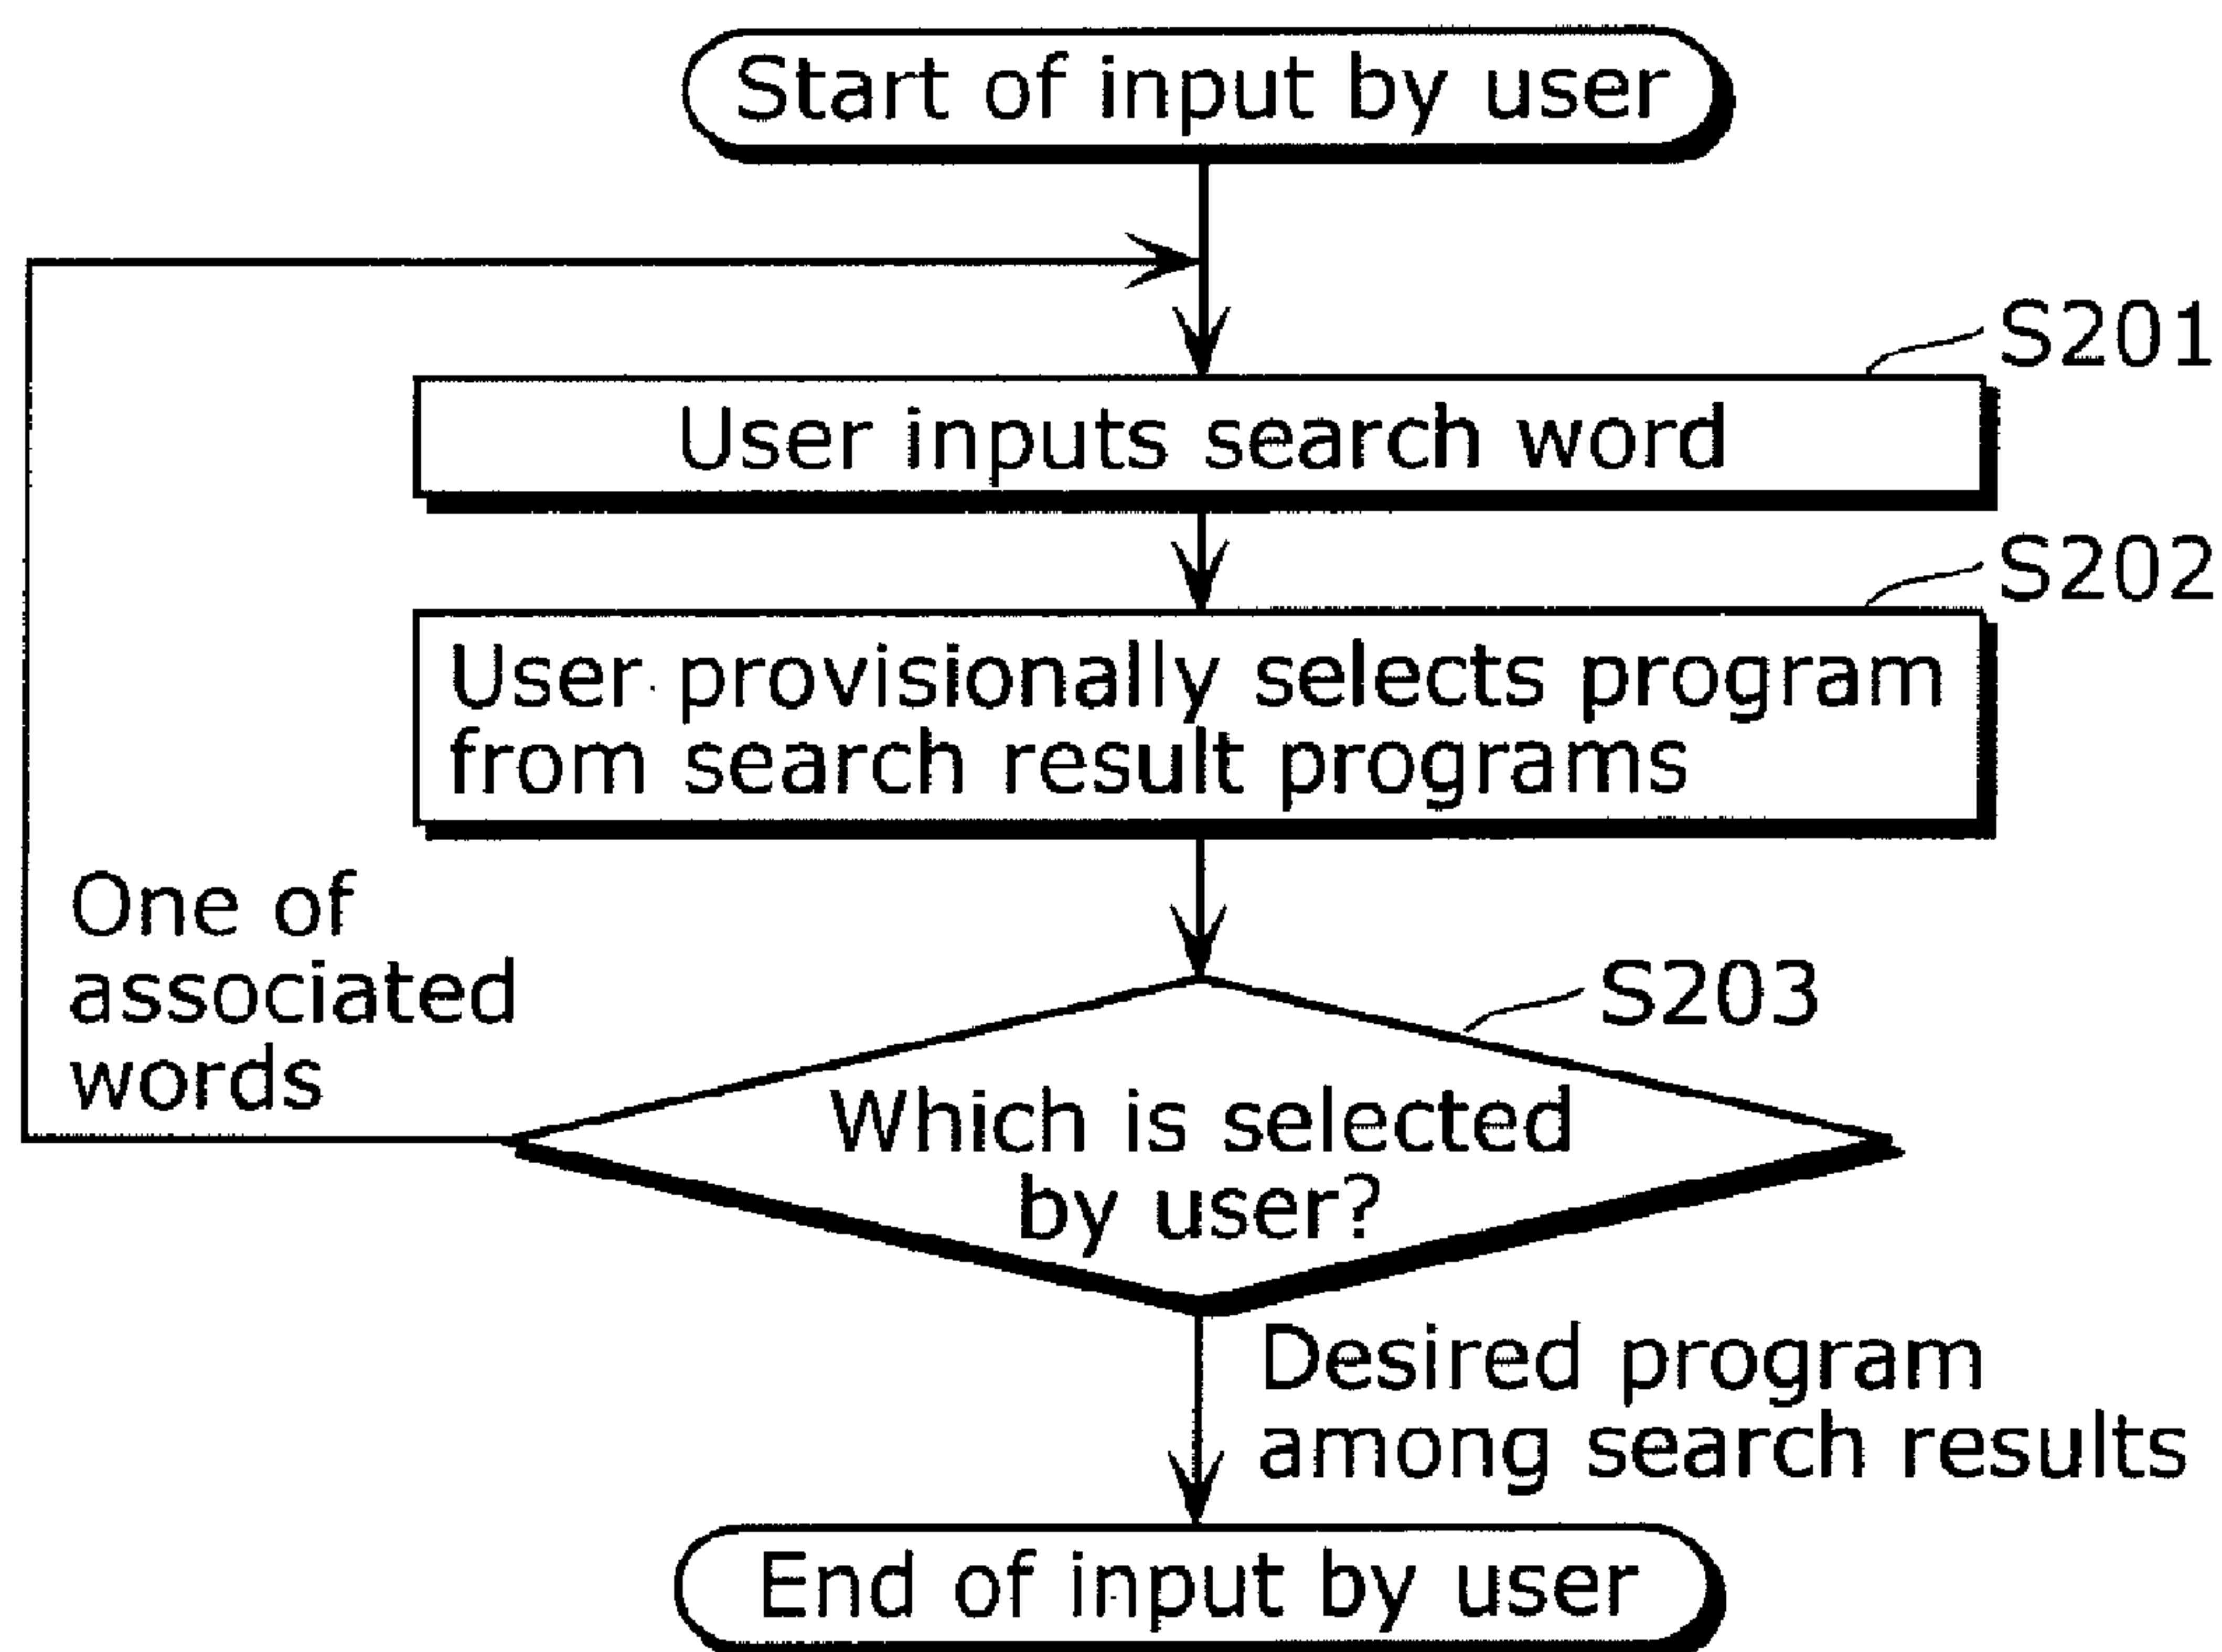 Start of input by user
S201
User inputs search word
S202
User provisionally selects program
from search result programs
One of
associated
words
S203
Which is selected
by user?
Desired program
among search results
End of input by user